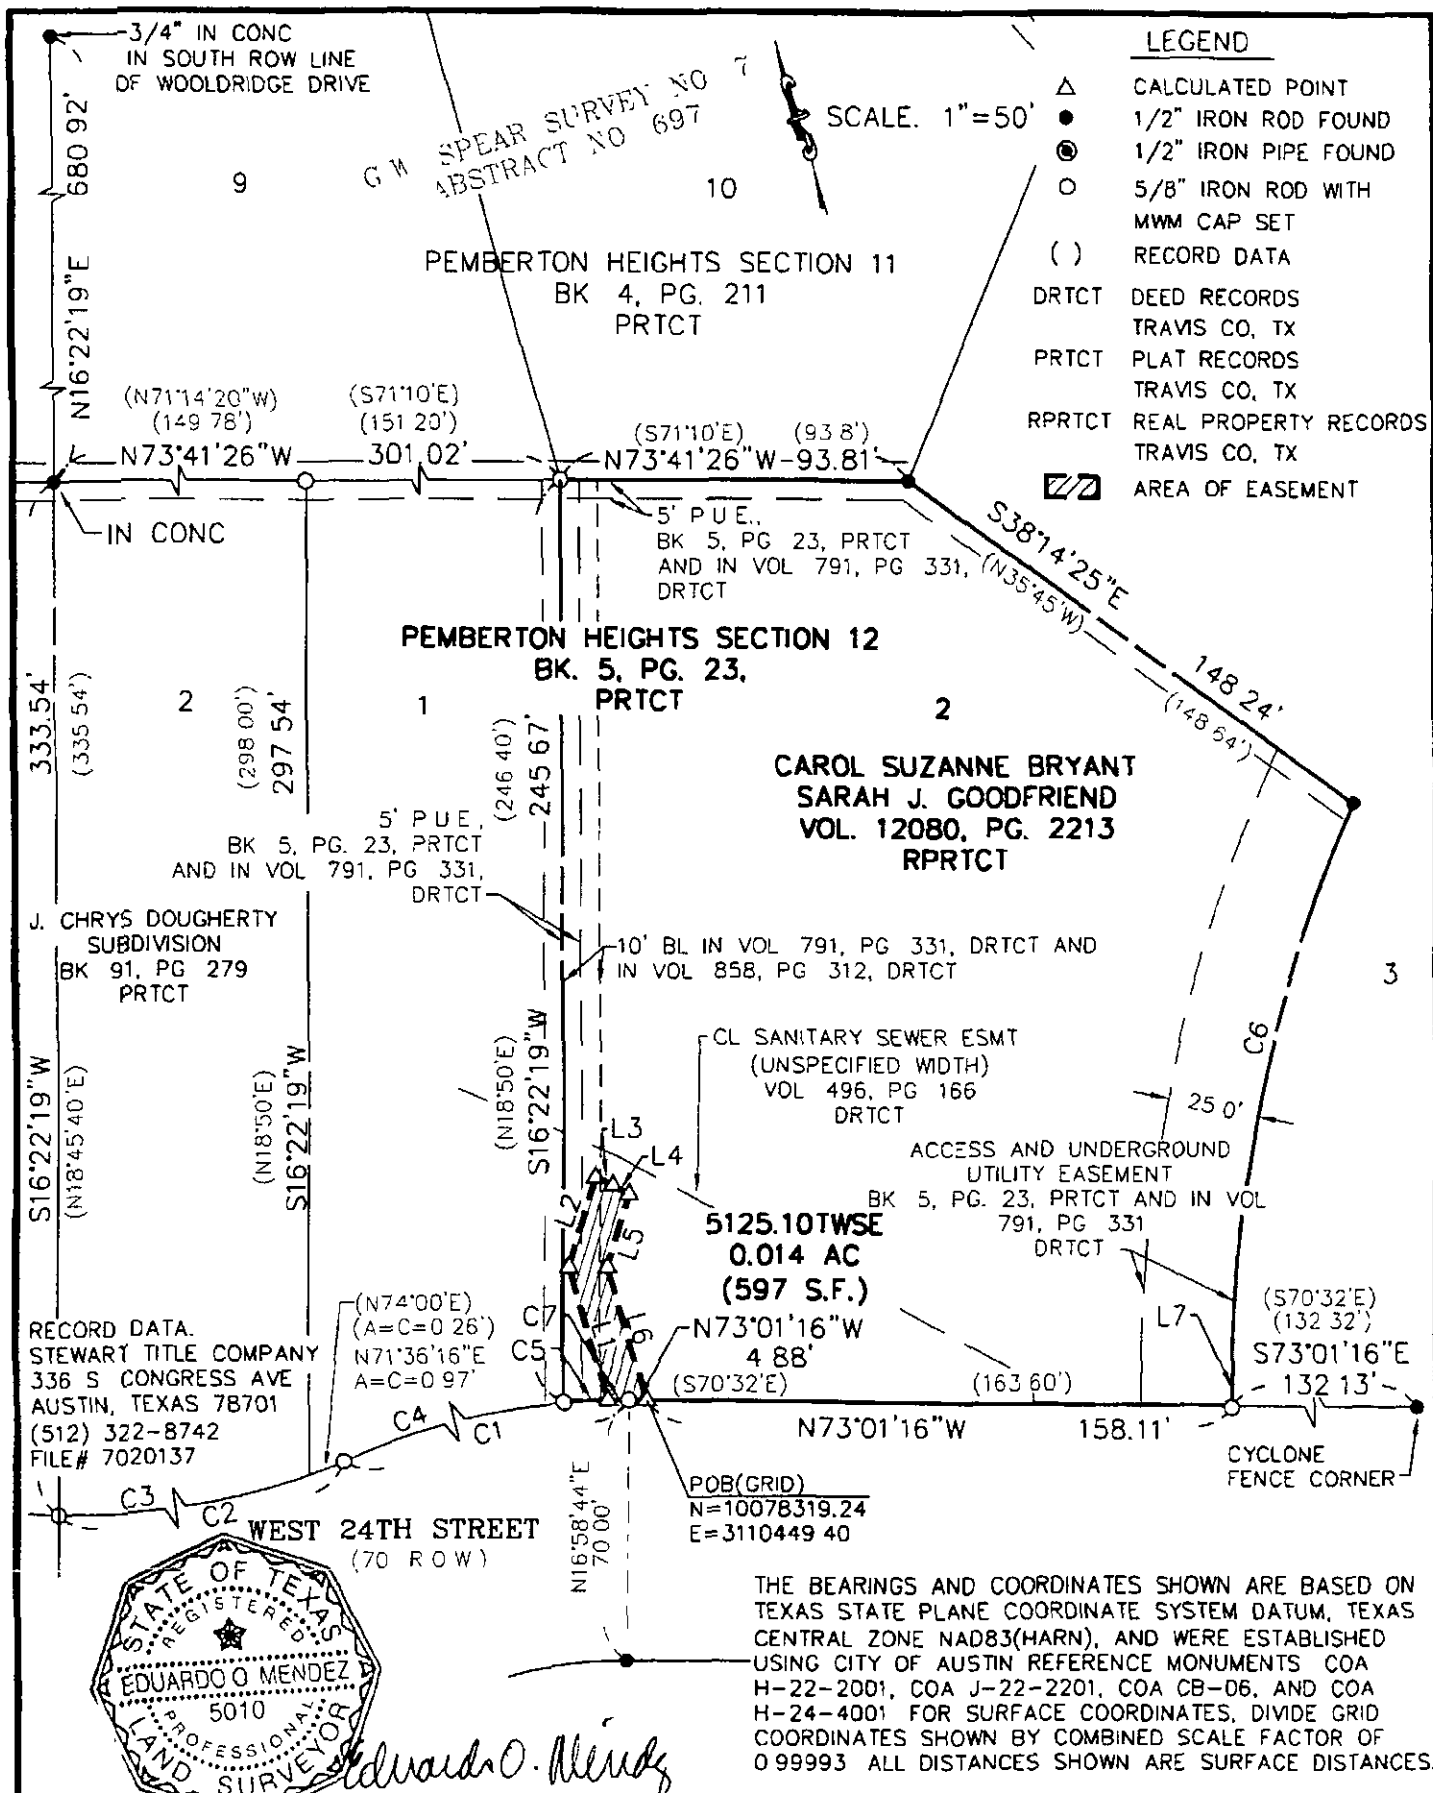 3/4" IN CONC
IN SOUTH ROW LINE
OF WOOLDRIDGE DRIVE
680 92'
N16°22'19"E
G W SPEAR SURVEY NO 7
ABSTRACT NO 697
SCALE. 1"=50'
9
10
PEMBERTON HEIGHTS SECTION 11
BK 4, PG. 211
PRTCT
LEGEND
CALCULATED POINT
1/2" IRON ROD FOUND
1/2" IRON PIPE FOUND
5/8" IRON ROD WITH
MWM CAP SET
( ) RECORD DATA
DRTCT DEED RECORDS
TRAVIS CO, TX
PRTCT PLAT RECORDS
TRAVIS CO, TX
RPRTCT REAL PROPERTY RECORDS
TRAVIS CO, TX
AREA OF EASEMENT
(N71°14'20"W)
(149 78')
(S71°10'E)
(151 20')
N73°41'26"W
301.02'
(S71°10'E) (93 8')
N73°41'26"W-93.81'
IN CONC
5' P U E.,
BK 5, PG 23, PRTCT
AND IN VOL 791, PG 331,
DRTCT
S38°14'25"E
(N35°45'W)
148 24'
(148 64')
PEMBERTON HEIGHTS SECTION 12
BK. 5, PG. 23,
PRTCT
333.54'
(335 54')
2
(298 00')
297 54'
1
(246 40')
245 67'
2
CAROL SUZANNE BRYANT
SARAH J. GOODFRIEND
VOL. 12080, PG. 2213
RPRTCT
5' P U E,
BK 5, PG. 23, PRTCT
AND IN VOL 791, PG 331,
DRTCT
J. CHRYS DOUGHERTY
SUBDIVISION
BK 91, PG 279
PRTCT
10' BL IN VOL 791, PG 331, DRTCT AND
IN VOL 858, PG 312, DRTCT
3
C6
S16°22'19"W
(N18°45'40'E)
(N18°50'E)
S16°22'19"W
(N18°50'E)
S16°22'19"W
CL SANITARY SEWER ESMT
(UNSPECIFIED WIDTH)
VOL 496, PG 166
DRTCT
25 0'
L3
L4
L2
L5
ACCESS AND UNDERGROUND
UTILITY EASEMENT
BK 5, PG. 23, PRTCT AND IN VOL
791, PG 331
DRTCT
5125.10TWSE
0.014 AC
(597 S.F.)
(N74°00'E)
(A=C=0 26')
N71°36'16"E
A=C=0 97'
C7
C5
L1
L6
N73°01'16"W
4 88'
L7
(S70°32'E)
(132 32')
S73°01'16"E
132 13'
RECORD DATA.
STEWART TITLE COMPANY
336 S CONGRESS AVE
AUSTIN, TEXAS 78701
(512) 322-8742
FILE# 7020137
(S70°32'E) (163 60')
N73°01'16"W 158.11'
C4
C1
CYCLONE
FENCE CORNER
C3
C2
WEST 24TH STREET
(70 R O W)
N16°58'44"E
70 00'
POB(GRID)
N=10078319.24
E=3110449 40
STATE OF TEXAS
REGISTERED
EDUARDO O MENDEZ
5010
PROFESSIONAL
LAND SURVEYOR
Eduardo O. Mendez
THE BEARINGS AND COORDINATES SHOWN ARE BASED ON
TEXAS STATE PLANE COORDINATE SYSTEM DATUM, TEXAS
CENTRAL ZONE NAD83(HARN), AND WERE ESTABLISHED
USING CITY OF AUSTIN REFERENCE MONUMENTS COA
H-22-2001, COA J-22-2201, COA CB-06, AND COA
H-24-4001 FOR SURFACE COORDINATES, DIVIDE GRID
COORDINATES SHOWN BY COMBINED SCALE FACTOR OF
0 99993 ALL DISTANCES SHOWN ARE SURFACE DISTANCES.